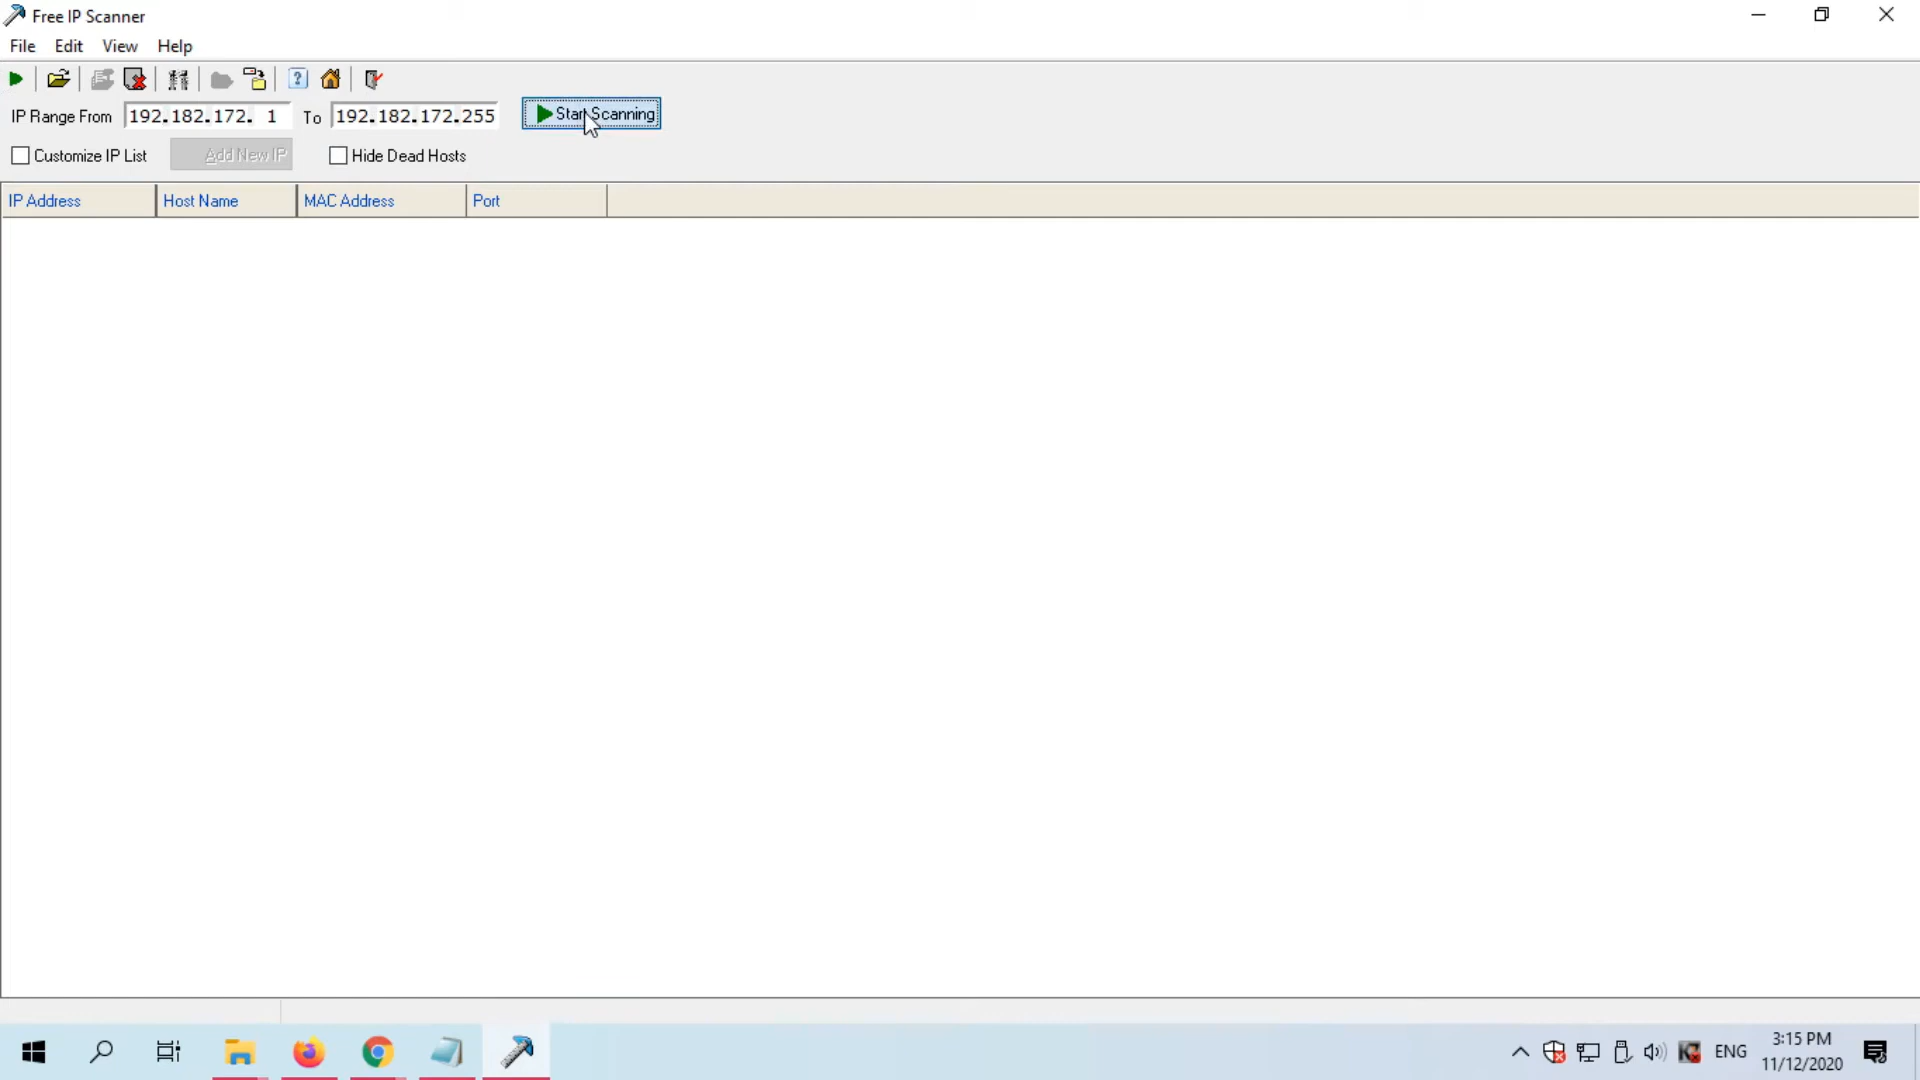 Free IP Scanner
File Edit View Help
IP Range From 192.182.172. 1 To 192.182.172.255 Start Scanning
Customize IP List Add New IP Hide Dead Hosts
IP Address Host Name MAC Address Port
ENG 3:15 PM
11/12/2020